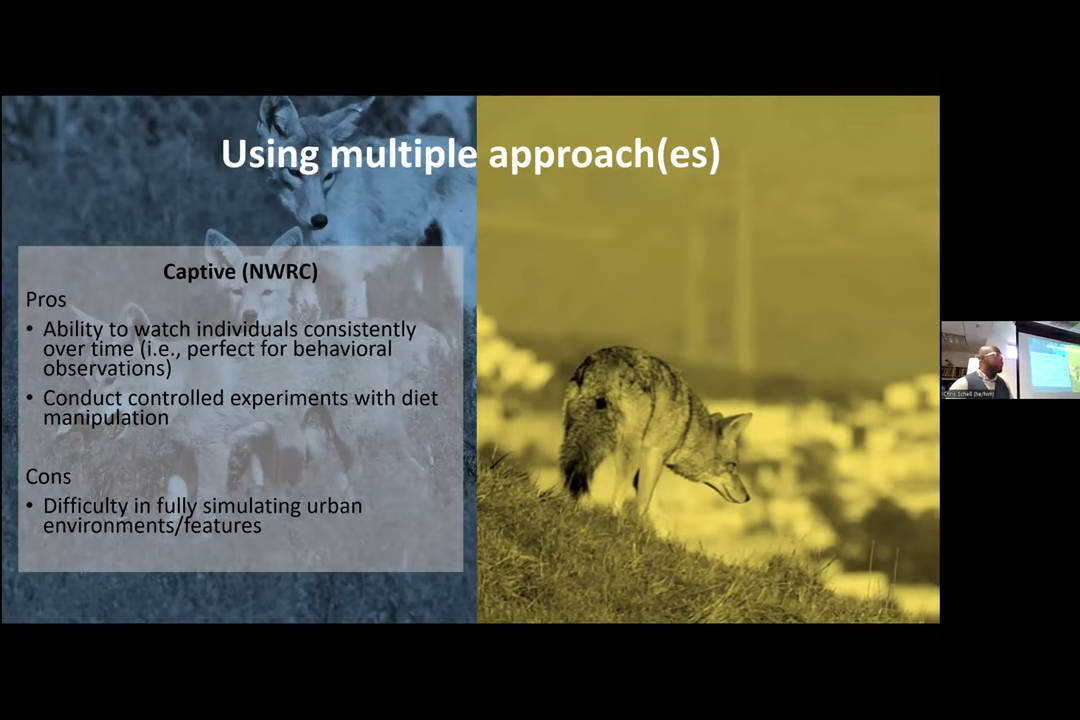 Using multiple approach(es)
Captive (NWRC)
Pros
• Ability to watch individuals consistently
over time (i.e., perfect for behavioral
observations)
• Conduct controlled experiments with diet
manipulation
Cons
• Difficulty in fully simulating urban
environments/features
Chris Schell (he/him)